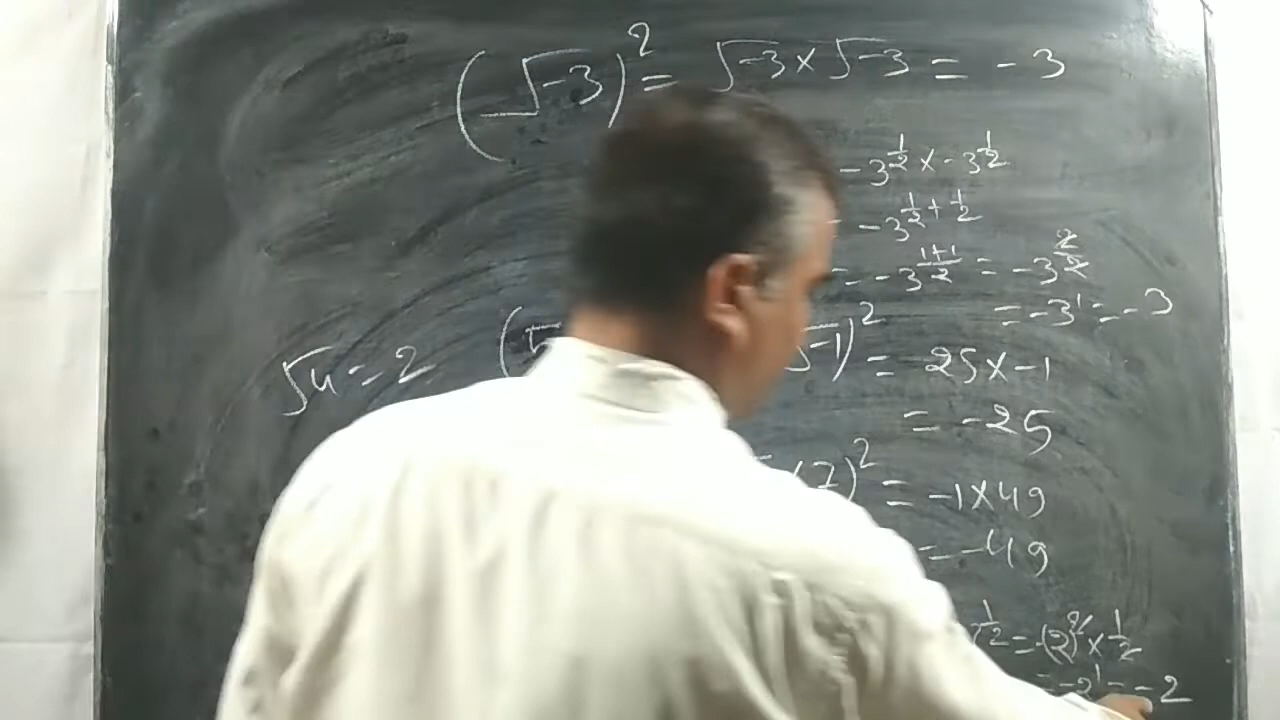 (√-3)² = √-3 × √-3 = -3
-3^1/2 × -3^1/2
-3^1/2 + 1/2
= -3^(1+1)/2 = -3^2/2
= -3¹ = -3
√4 = 2
√-1)² = 25 × -1
= -25
(7)² = -1 × 49
= -49
1/2 = -(2)² × 1/2
= -2¹ = -2